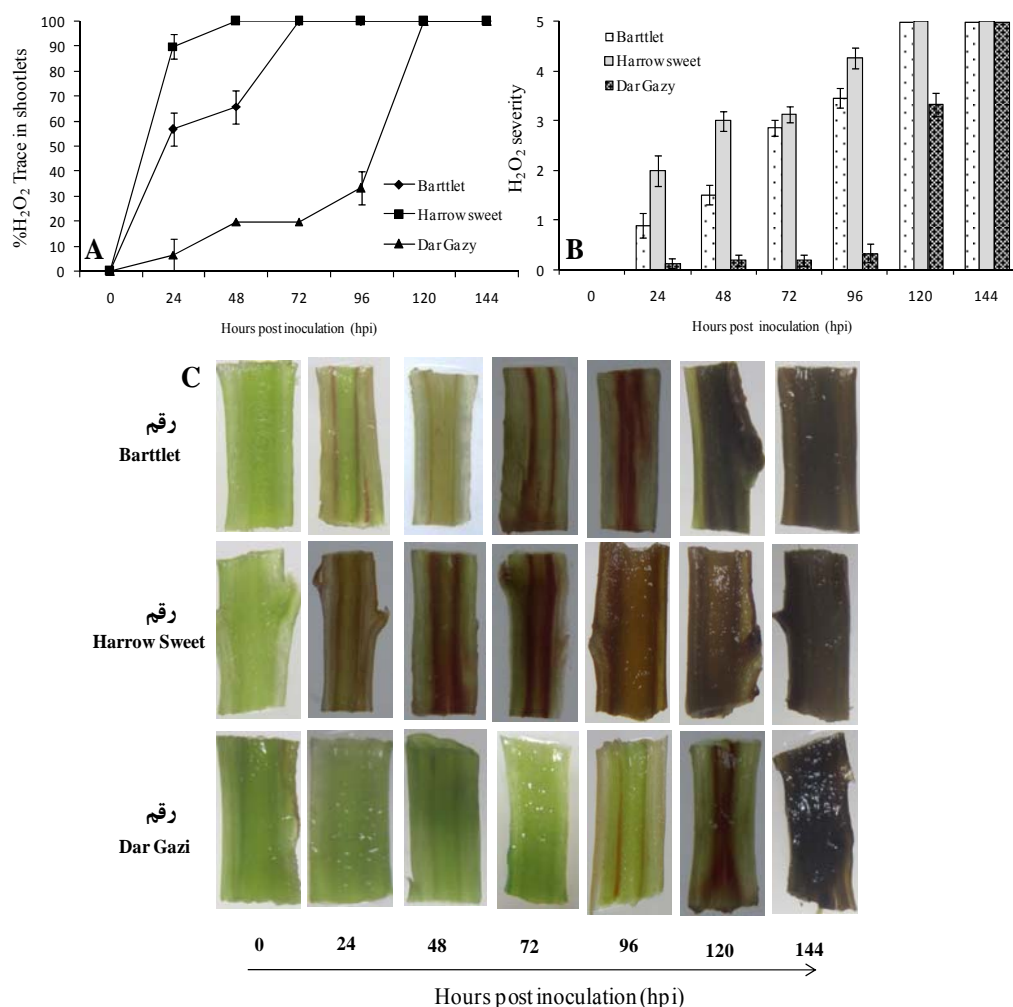 %H₂O₂ Trace in shootlets
100
90
80
70
60
50
40
30
20
10
0
0 24 48 72 96 120 144
Hours post inoculation (hpi)
Barttlet
Harrow sweet
Dar Gazy
A
H₂O₂ severity
5
4
3
2
1
0
0 24 48 72 96 120 144
Hours post inoculation (hpi)
Barttlet
Harrow sweet
Dar Gazy
B
C
رقم
Barttlet
رقم
Harrow Sweet
رقم
Dar Gazi
0 24 48 72 96 120 144
Hours post inoculation (hpi)